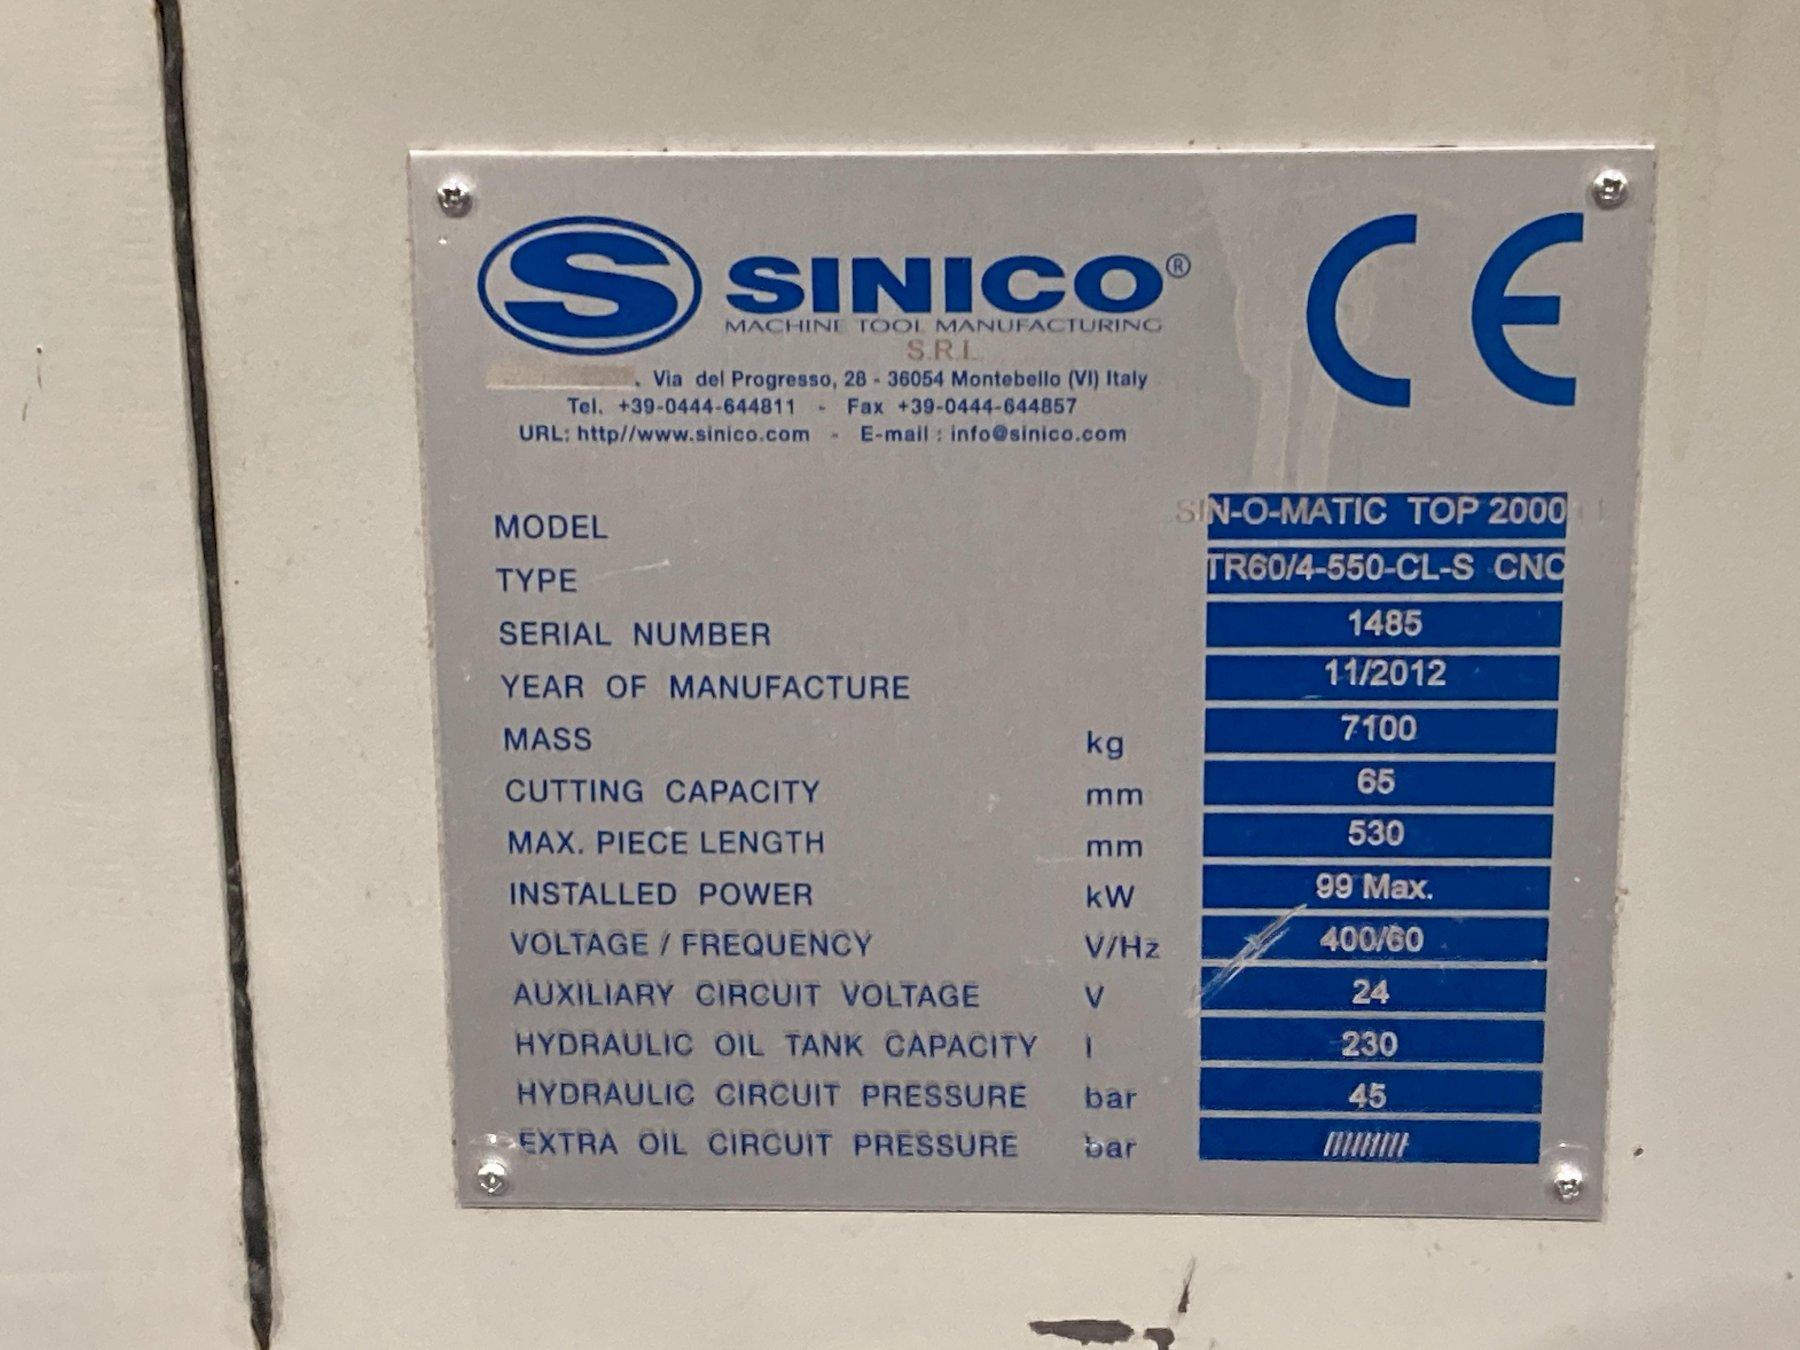 S SINICO®
MACHINE TOOL MANUFACTURING
S.R.L.
Via del Progresso, 28 - 36054 Montebello (VI) Italy
Tel. +39-0444-644811 - Fax +39-0444-644857
URL: http//www.sinico.com - E-mail : info@sinico.com
CE
MODEL SIN-O-MATIC TOP 2000
TYPE TR60/4-550-CL-S CNC
SERIAL NUMBER 1485
YEAR OF MANUFACTURE 11/2012
MASS kg 7100
CUTTING CAPACITY mm 65
MAX. PIECE LENGTH mm 530
INSTALLED POWER kW 99 Max.
VOLTAGE / FREQUENCY V/Hz 400/60
AUXILIARY CIRCUIT VOLTAGE V 24
HYDRAULIC OIL TANK CAPACITY l 230
HYDRAULIC CIRCUIT PRESSURE bar 45
EXTRA OIL CIRCUIT PRESSURE bar /////////